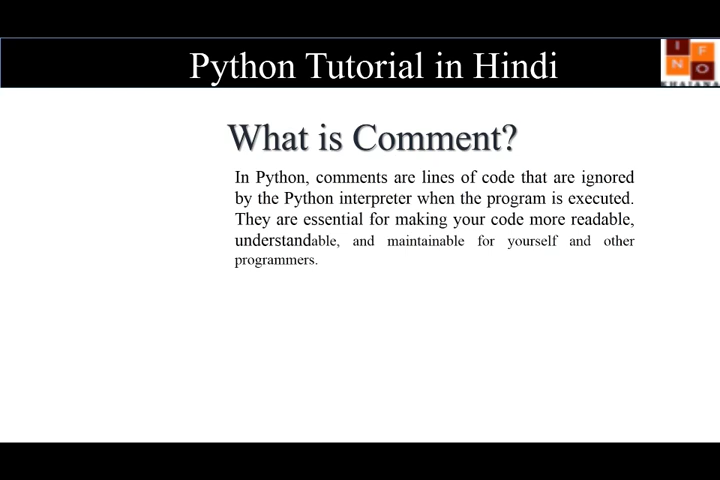 Python Tutorial in Hindi
I F
N O
KHAJANA
What is Comment?
In Python, comments are lines of code that are ignored
by the Python interpreter when the program is executed.
They are essential for making your code more readable,
understandable, and maintainable for yourself and other
programmers.